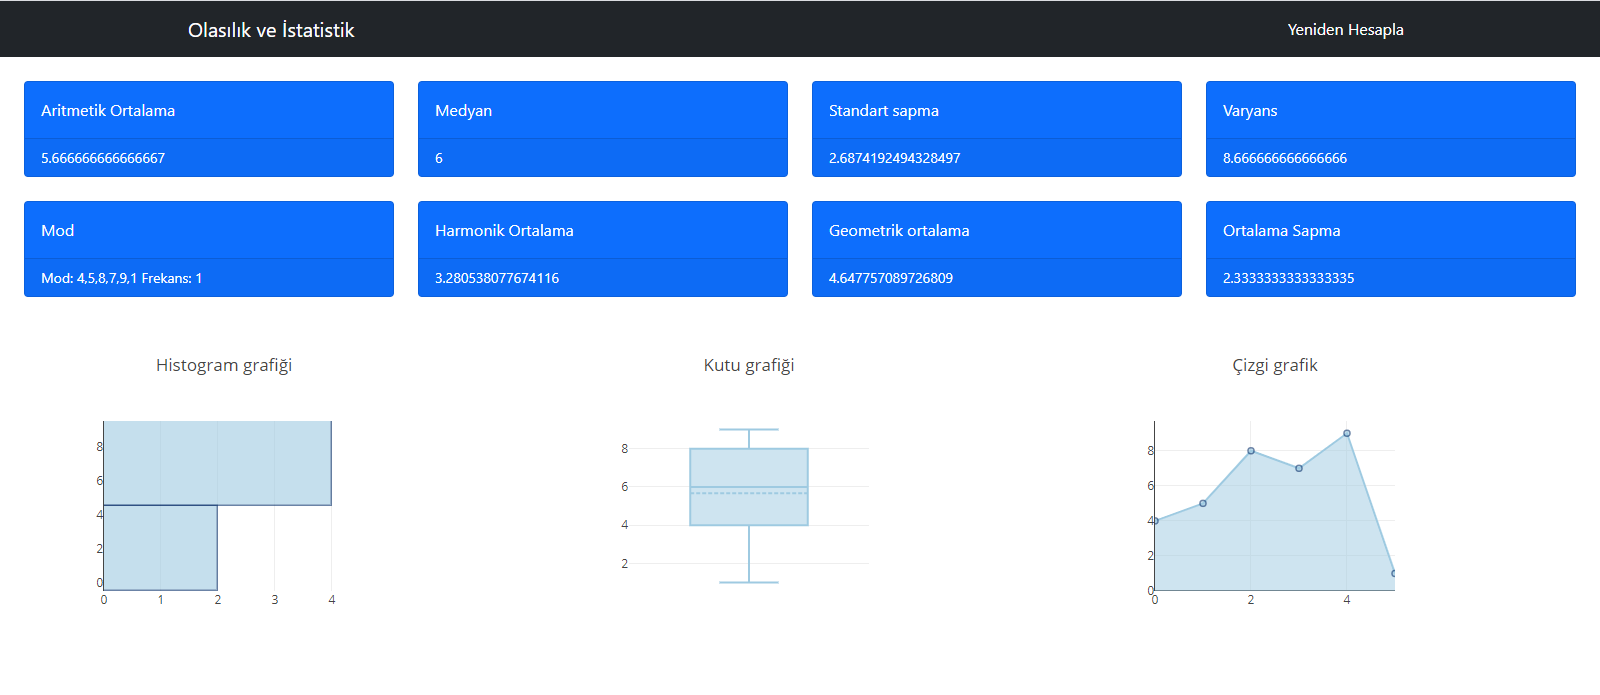 Olasılık ve İstatistik
Yeniden Hesapla
Aritmetik Ortalama
5.666666666666667
Medyan
6
Standart sapma
2.6874192494328497
Varyans
8.666666666666666
Mod
Mod: 4,5,8,7,9,1 Frekans: 1
Harmonik Ortalama
3.280538077674116
Geometrik ortalama
4.647757089726809
Ortalama Sapma
2.3333333333333335
Histogram grafiği
8
6
4
2
0
0 1 2 3 4
Kutu grafiği
8
6
4
2
Çizgi grafik
8
6
4
2
0
0 2 4